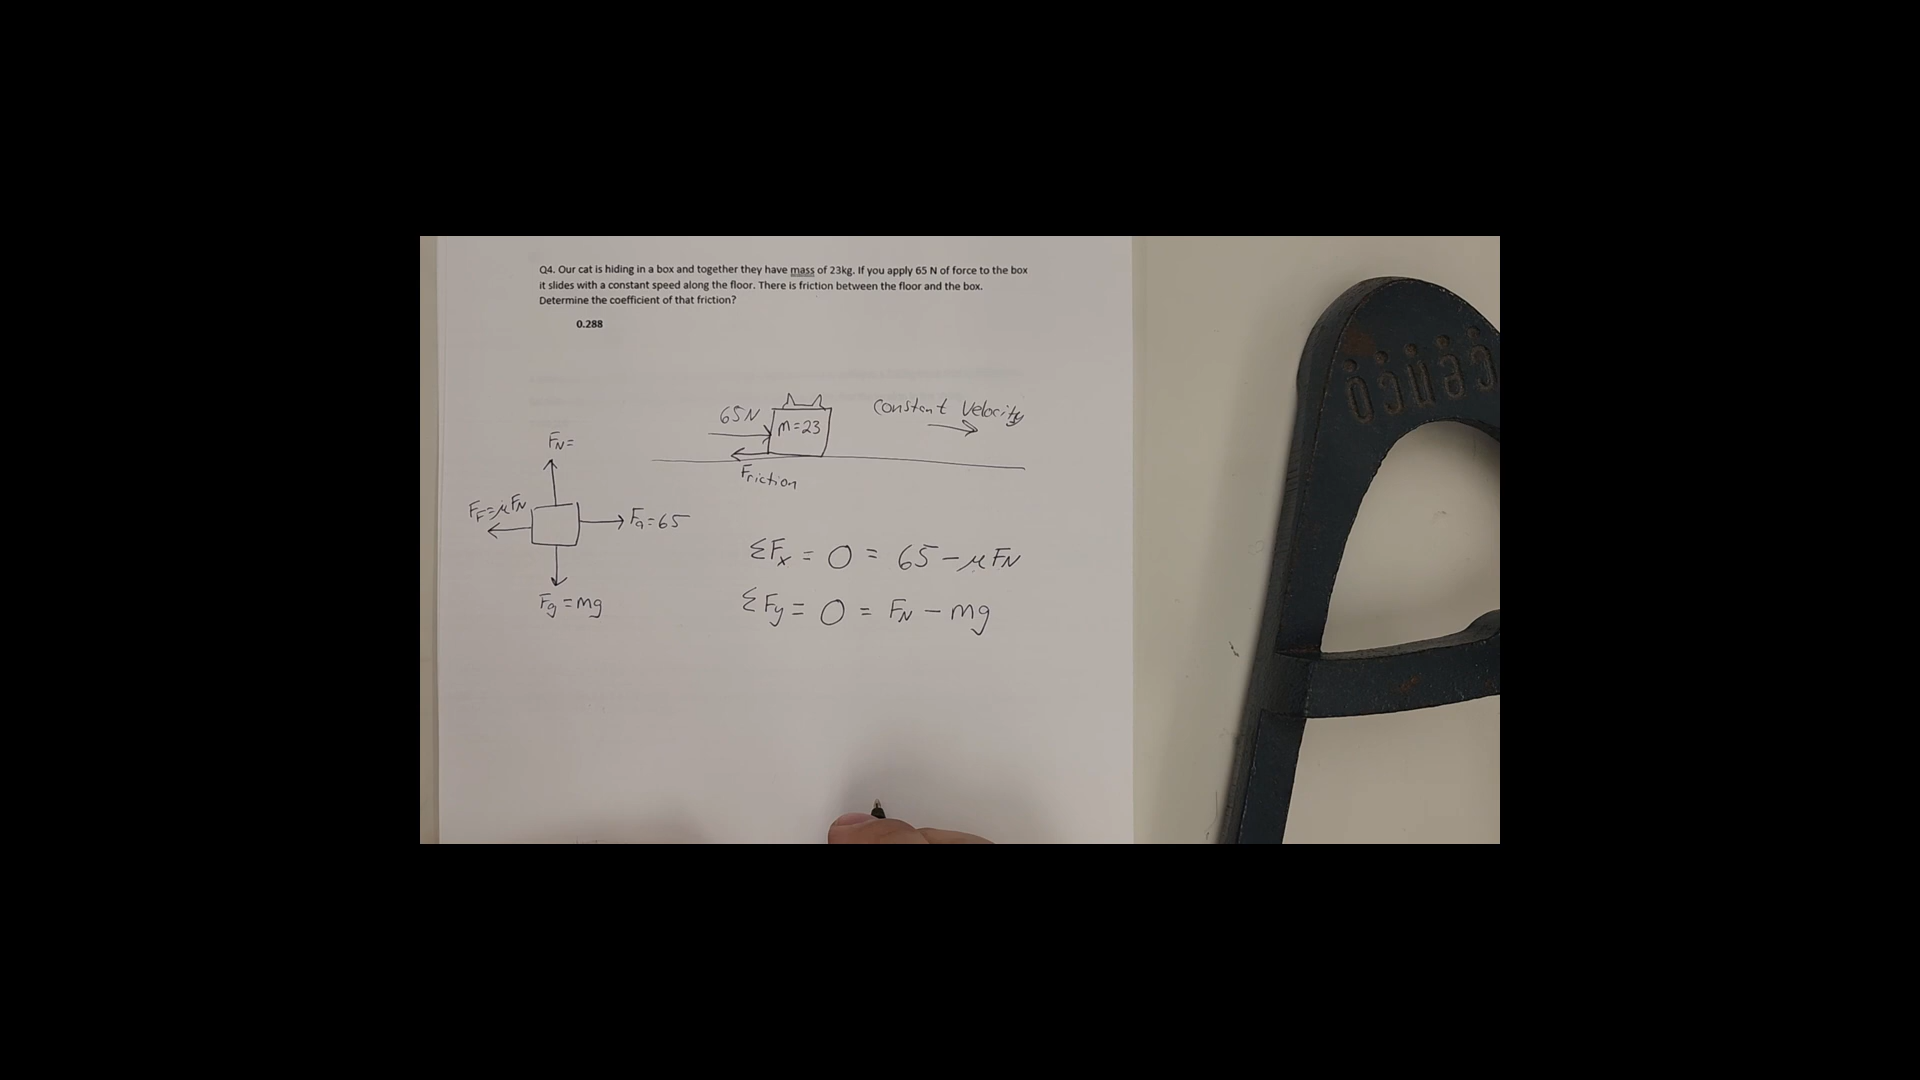 Q4. Our cat is hiding in a box and together they have mass of 23kg. If you apply 65 N of force to the box
it slides with a constant speed along the floor. There is friction between the floor and the box.
Determine the coefficient of that friction?
0.288
65N
m=23
Constant Velocity
Friction
FN=
FF=μFN
Fa=65
Fg=mg
ΣFx = 0 = 65-μFN
ΣFy = 0 = FN - mg